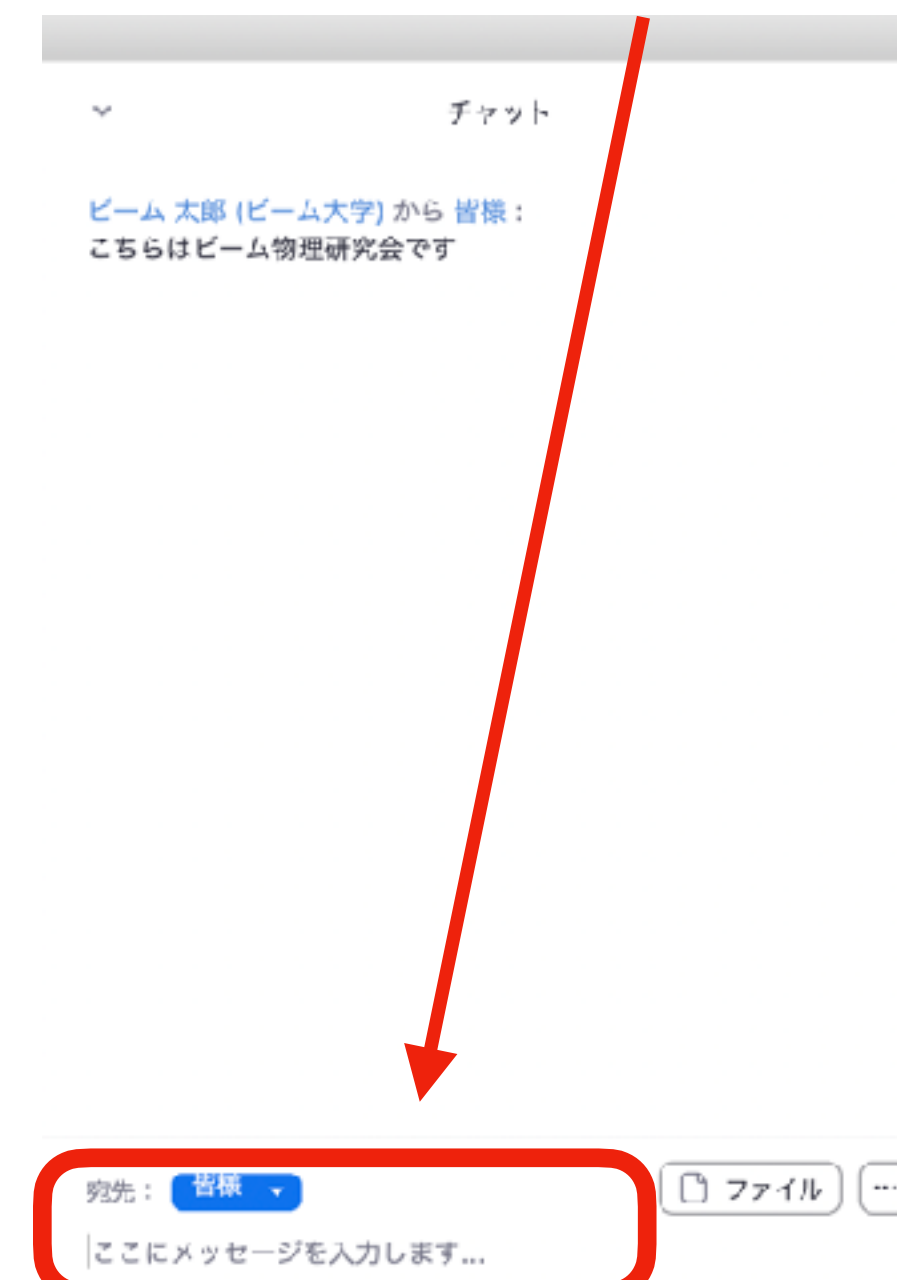 チャット
ビーム 太郎 (ビーム大学) から 皆様：
こちらはビーム物理研究会です
宛先： 皆様 ファイル
ここにメッセージを入力します...